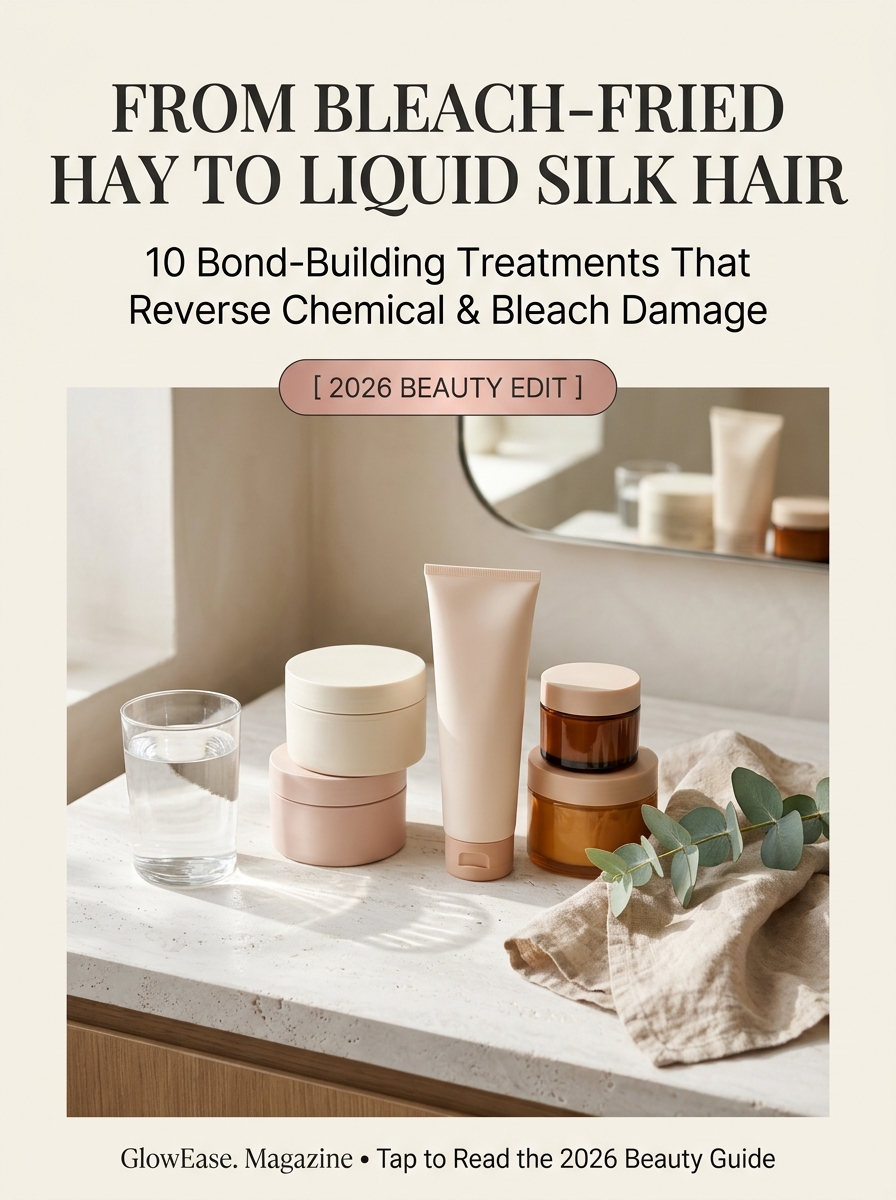 FROM BLEACH-FRIED
HAY TO LIQUID SILK HAIR
10 Bond-Building Treatments That
Reverse Chemical & Bleach Damage
[ 2026 BEAUTY EDIT ]
GlowEase. Magazine • Tap to Read the 2026 Beauty Guide